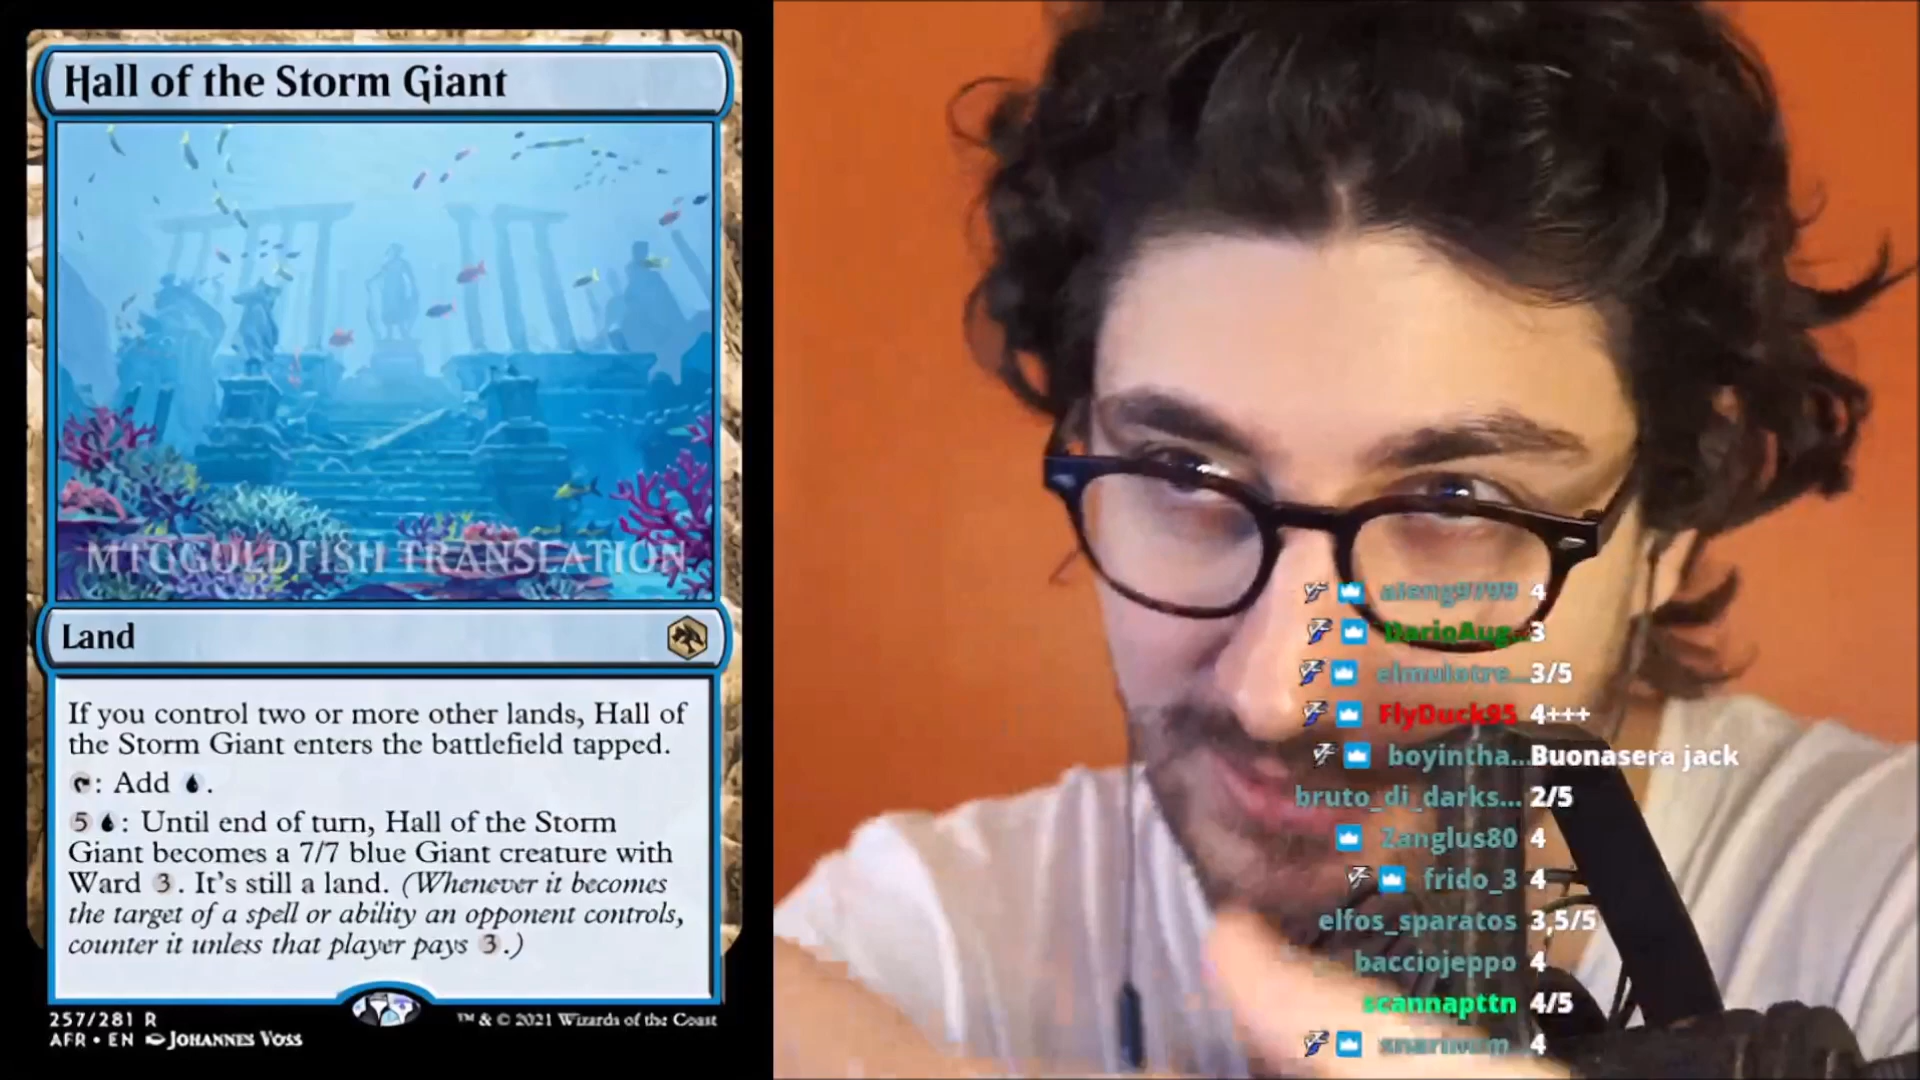 Hall of the Storm Giant
MTGGOLDFISH TRANSLATION
Land
If you control two or more other lands, Hall of
the Storm Giant enters the battlefield tapped.
: Add .
5 : Until end of turn, Hall of the Storm
Giant becomes a 7/7 blue Giant creature with
Ward 3. It's still a land. (Whenever it becomes
the target of a spell or ability an opponent controls,
counter it unless that player pays 3.)
257/281 R
AFR • EN Johannes Voss
™ & © 2021 Wizards of the Coast
4
DarioAug... 3
elmulotre... 3/5
FlyDuck95 4+++
boyintha... Buonasera jack
bruto_di_darks... 2/5
Zanglus80 4
frido_3 4
elfos_sparatos 3,5/5
bacciojeppo 4
scannapttn 4/5
4